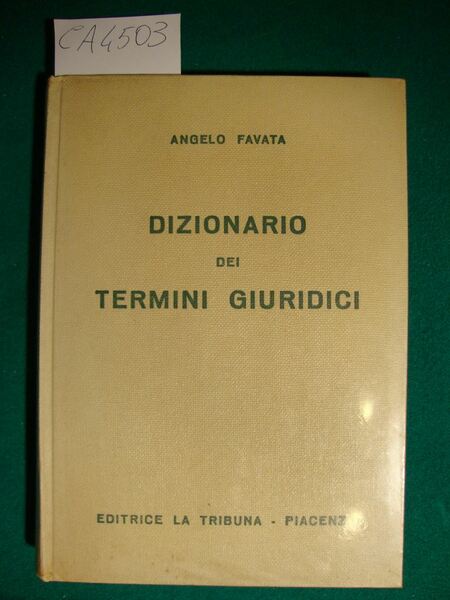 CA4503
ANGELO FAVATA
DIZIONARIO
DEI
TERMINI GIURIDICI
EDITRICE LA TRIBUNA - PIACENZ